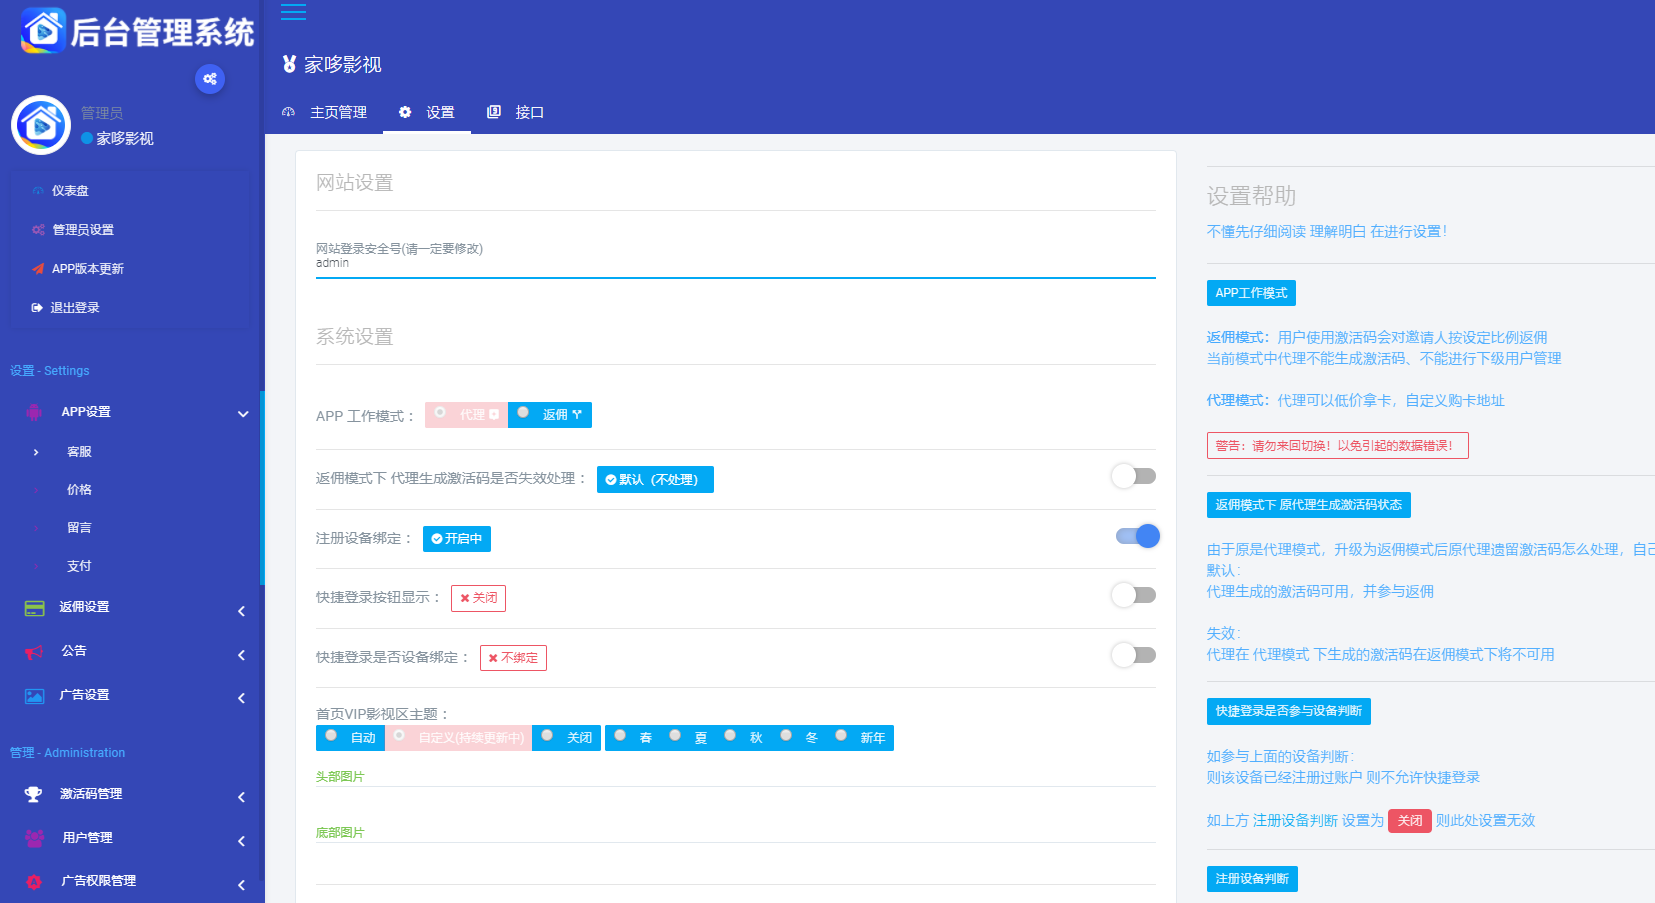 后台管理系统
管理员
家哆影视
仪表盘
管理员设置
APP版本更新
退出登录
设置 - Settings
APP设置
客服
价格
留言
支付
返佣设置
公告
广告设置
管理 - Administration
激活码管理
用户管理
广告权限管理
家哆影视
主页管理
设置
接口
网站设置
网站登录安全号(请一定要修改)
admin
系统设置
APP 工作模式： 代理 返佣
返佣模式下 代理生成激活码是否失效处理： 默认（不处理）
注册设备绑定： 开启中
快捷登录按钮显示： 关闭
快捷登录是否设备绑定： 不绑定
首页VIP影视区主题：
自动 自定义(持续更新中) 关闭 春 夏 秋 冬 新年
头部图片
底部图片
设置帮助
不懂先仔细阅读 理解明白 在进行设置！
APP工作模式
返佣模式：用户使用激活码会对邀请人按设定比例返佣
当前模式中代理不能生成激活码、不能进行下级用户管理
代理模式：代理可以低价拿卡，自定义购卡地址
警告：请勿来回切换！以免引起的数据错误！
返佣模式下 原代理生成激活码状态
由于原是代理模式，升级为返佣模式后原代理遗留激活码怎么处理，自己
默认：
代理生成的激活码可用，并参与返佣
失效：
代理在 代理模式 下生成的激活码在返佣模式下将不可用
快捷登录是否参与设备判断
如参与上面的设备判断：
则该设备已经注册过账户 则不允许快捷登录
如上方 注册设备判断 设置为 关闭 则此处设置无效
注册设备判断